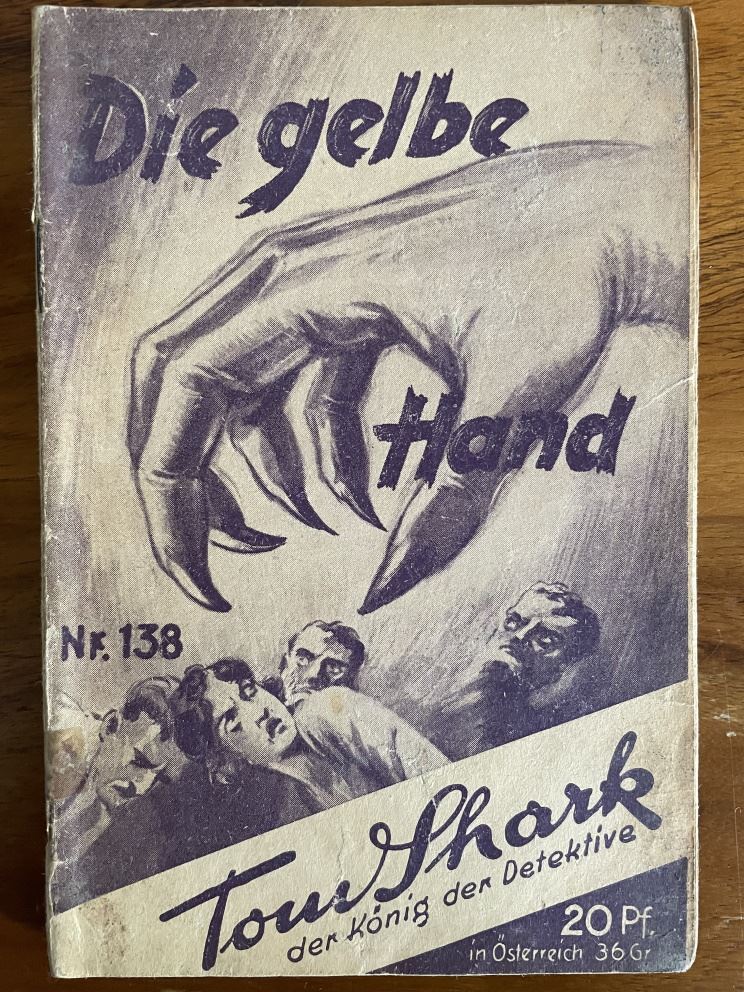 Die gelbe
Hand
Nr. 138
Tom Shark
der König der Detektive
20 Pf.
in Österreich 36 Gr